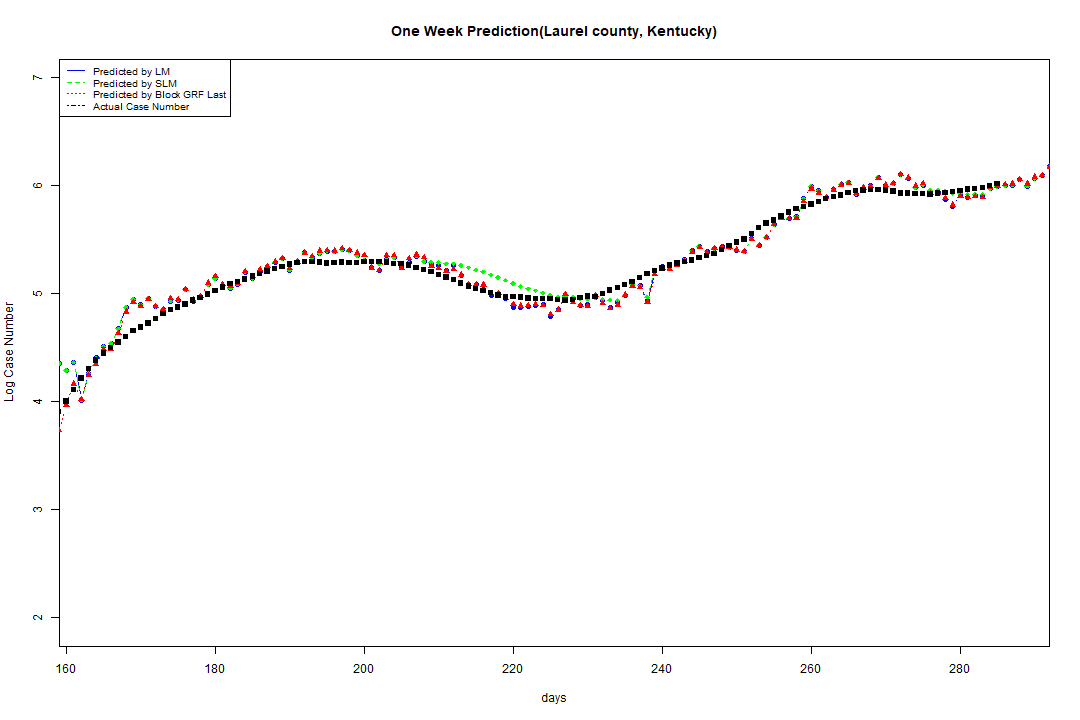 One Week Prediction(Laurel county, Kentucky)
Predicted by LM
Predicted by SLM
Predicted by Block GRF Last
Actual Case Number
7
6
5
4
3
2
Log Case Number
160 180 200 220 240 260 280
days